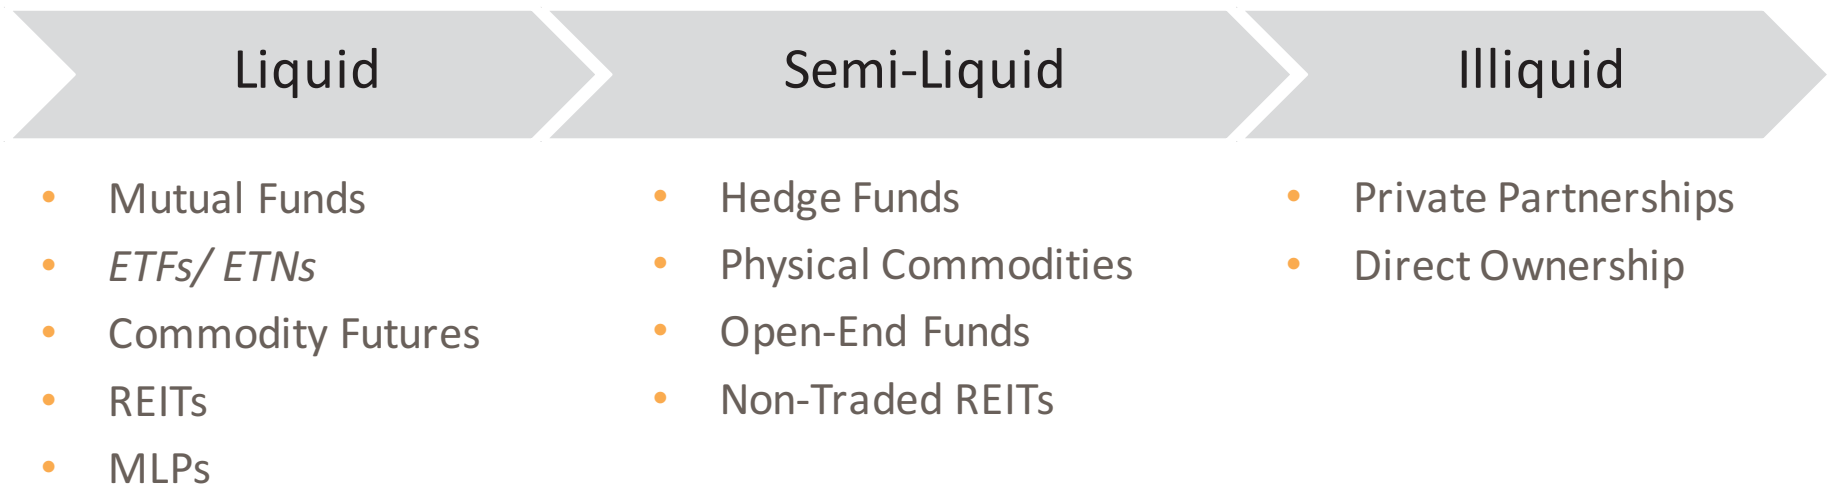 Liquid
Mutual Funds
ETFs/ ETNs
Commodity Futures
REITs
MLPs
Semi-Liquid
Hedge Funds
Physical Commodities
Open-End Funds
Non-Traded REITs
Illiquid
Private Partnerships
Direct Ownership